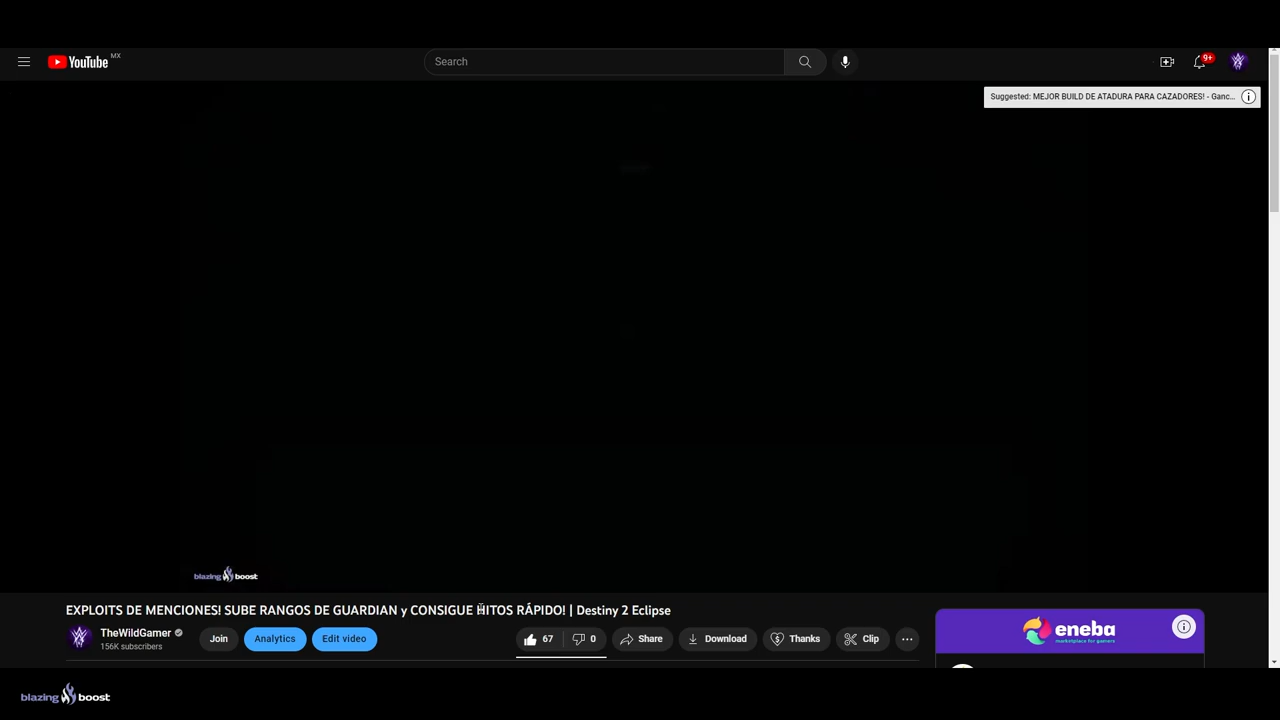 YouTube MX
Search
9+
Suggested: MEJOR BUILD DE ATADURA PARA CAZADORES! - Ganc...
blazing boost
EXPLOITS DE MENCIONES! SUBE RANGOS DE GUARDIAN y CONSIGUE HITOS RÁPIDO! | Destiny 2 Eclipse
TheWildGamer
156K subscribers
Join
Analytics
Edit video
67
0
Share
Download
Thanks
Clip
eneba
marketplace for gamers
blazing boost